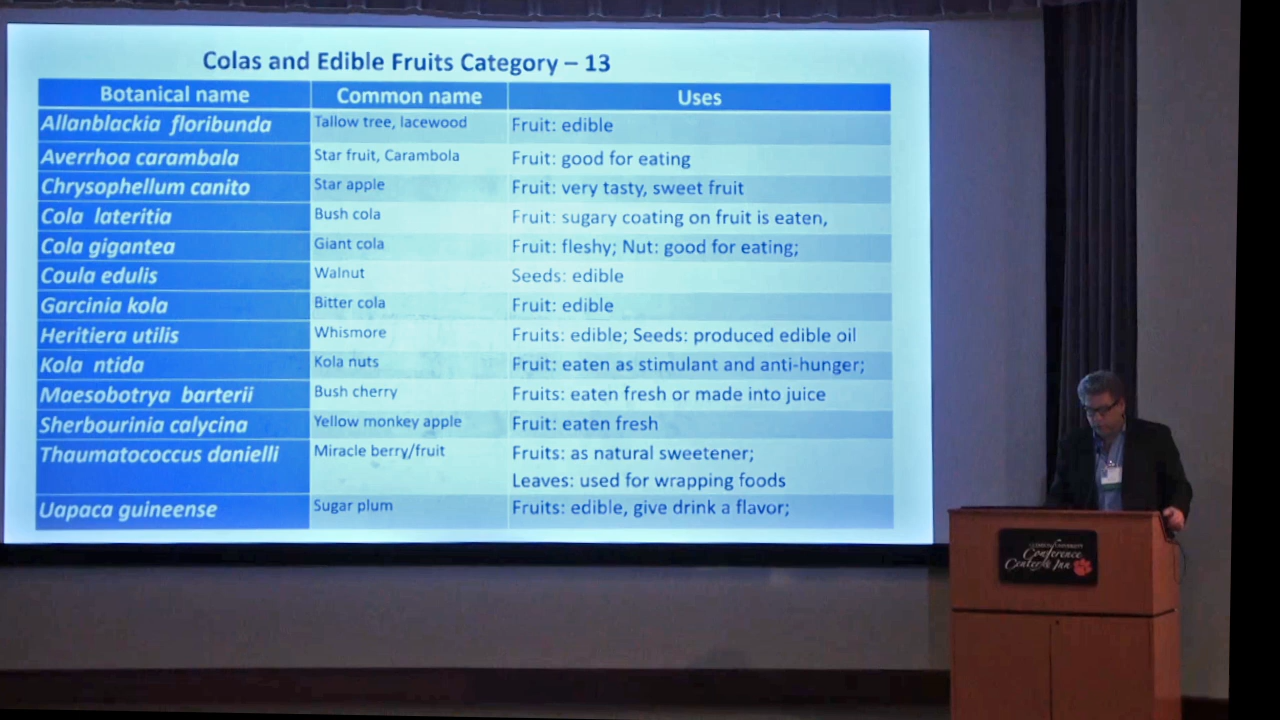 Colas and Edible Fruits Category – 13
Botanical name Common name Uses
Allanblackia floribunda Tallow tree, lacewood Fruit: edible
Averrhoa carambala Star fruit, Carambola Fruit: good for eating
Chrysophellum canito Star apple Fruit: very tasty, sweet fruit
Cola lateritia Bush cola Fruit: sugary coating on fruit is eaten,
Cola gigantea Giant cola Fruit: fleshy; Nut: good for eating;
Coula edulis Walnut Seeds: edible
Garcinia kola Bitter cola Fruit: edible
Heritiera utilis Whismore Fruits: edible; Seeds: produced edible oil
Kola ntida Kola nuts Fruit: eaten as stimulant and anti-hunger;
Maesobotrya barterii Bush cherry Fruits: eaten fresh or made into juice
Sherbourinia calycina Yellow monkey apple Fruit: eaten fresh
Thaumatococcus danielli Miracle berry/fruit Fruits: as natural sweetener;
Leaves: used for wrapping foods
Uapaca guineense Sugar plum Fruits: edible, give drink a flavor;
CLEMSON UNIVERSITY
Conference
Center & Inn